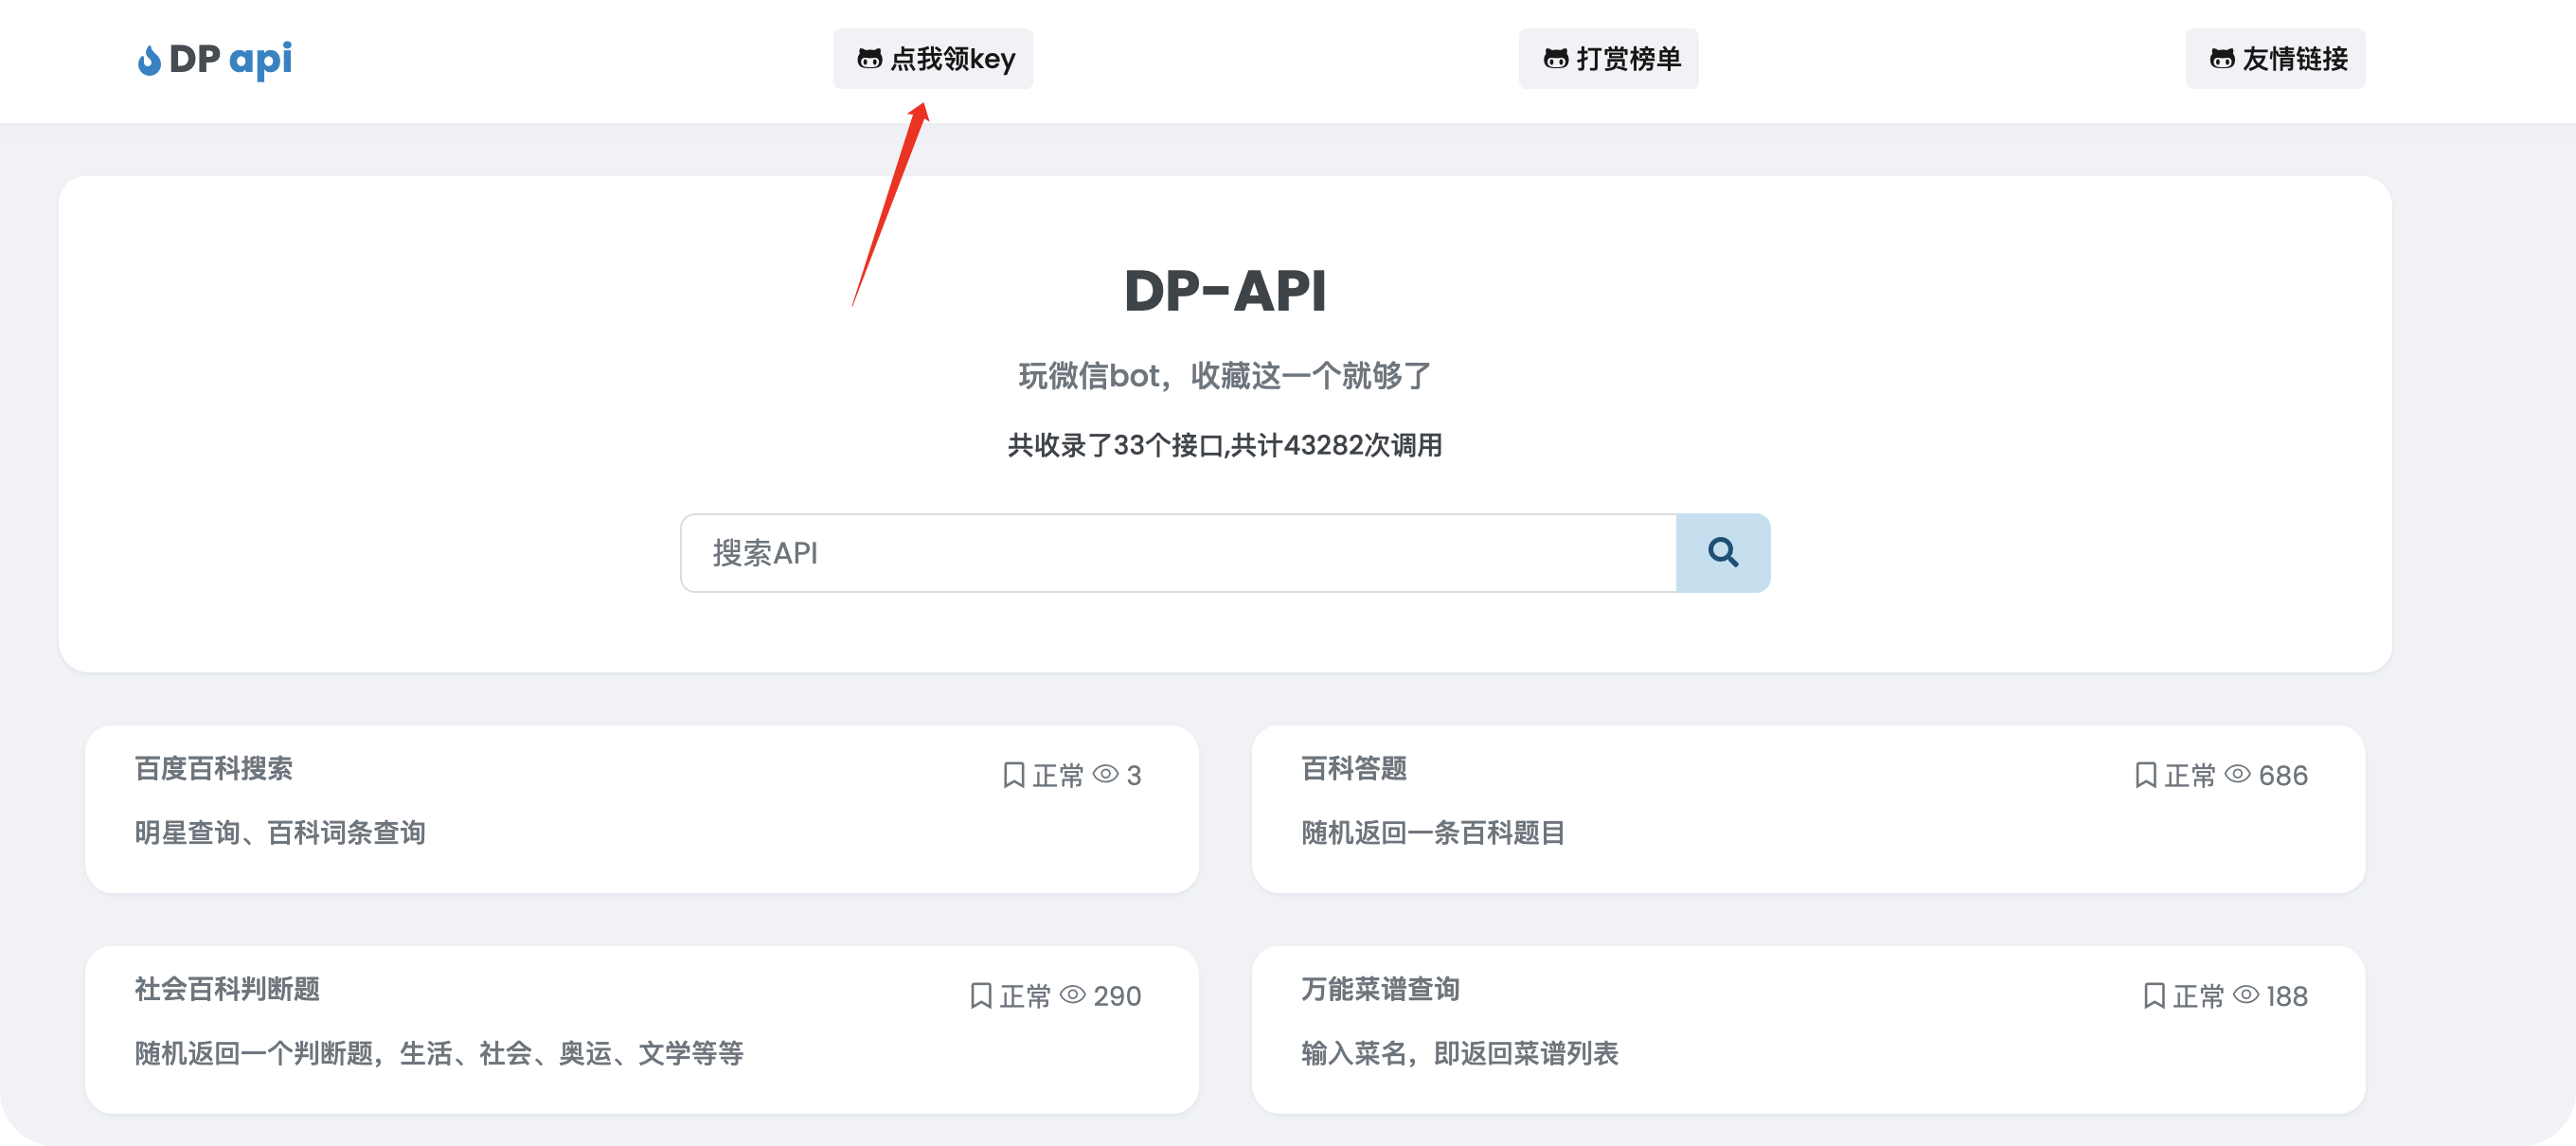 DP api
点我领key
打赏榜单
友情链接
DP-API
玩微信bot，收藏这一个就够了
共收录了33个接口,共计43282次调用
搜索API
百度百科搜索
正常 3
明星查询、百科词条查询
百科答题
正常 686
随机返回一条百科题目
社会百科判断题
正常 290
随机返回一个判断题，生活、社会、奥运、文学等等
万能菜谱查询
正常 188
输入菜名，即返回菜谱列表